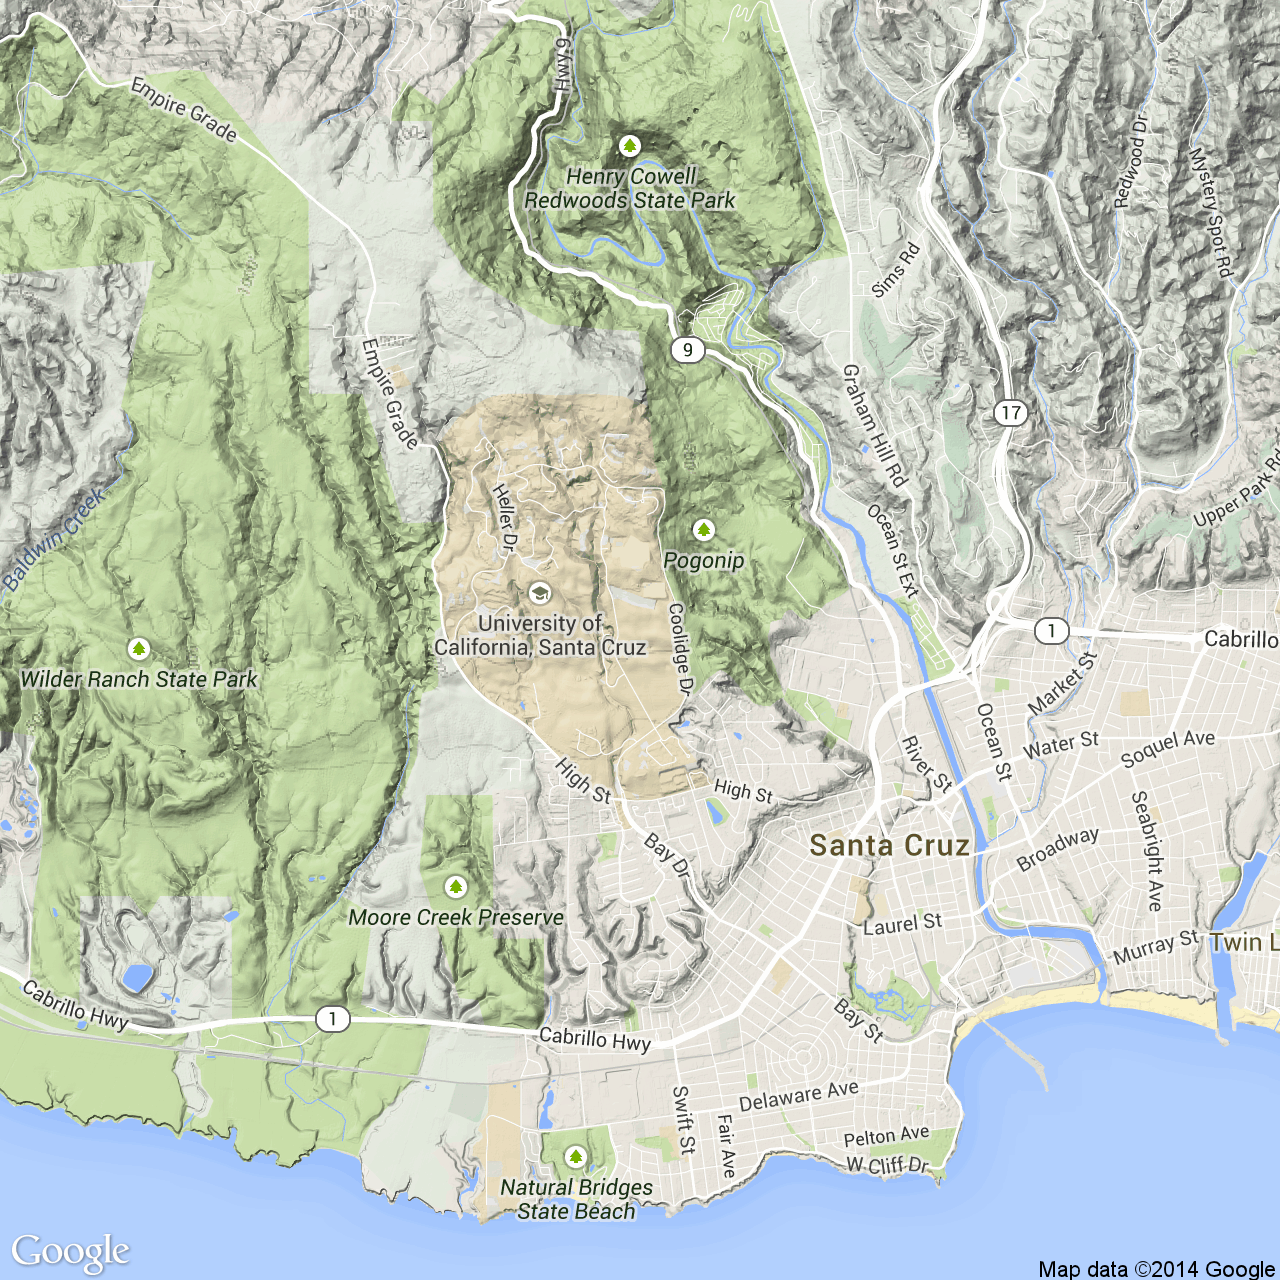 Hwy 9
Empire Grade
Henry Cowell
Redwoods State Park
Redwood Dr
Mystery Spot Rd
Sims Rd
9
Empire Grade
Graham Hill Rd
17
Upper Park Rd
Baldwin Creek
Heller Dr
Ocean St Ext
Pogonip
University of
California, Santa Cruz
Coolidge Dr
1
Cabrillo
Wilder Ranch State Park
Market St
Ocean St
Water St
Soquel Ave
River St
High St
High St
Seabright Ave
Santa Cruz
Bay Dr
Broadway
Moore Creek Preserve
Laurel St
Murray St
Twin L
Cabrillo Hwy
1
Cabrillo Hwy
Bay St
Swift St
Fair Ave
Delaware Ave
Pelton Ave
W Cliff Dr
Natural Bridges
State Beach
Google
Map data ©2014 Google